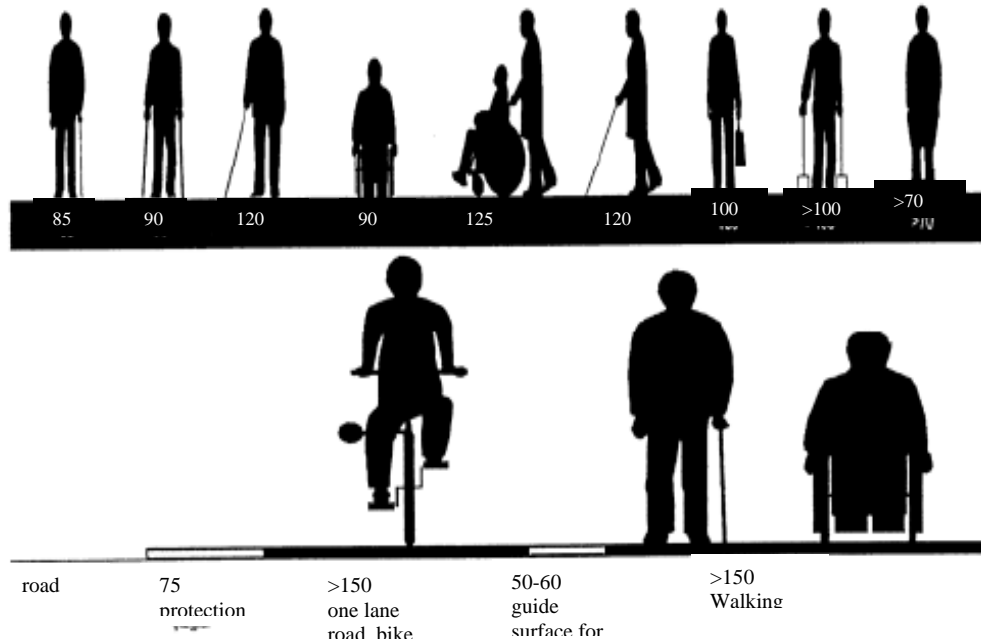 85 90 120 90 125 120 100 >100 >70
>70
road 75 >150 50-60 >150
protection one lane guide Walking
road bike surface for